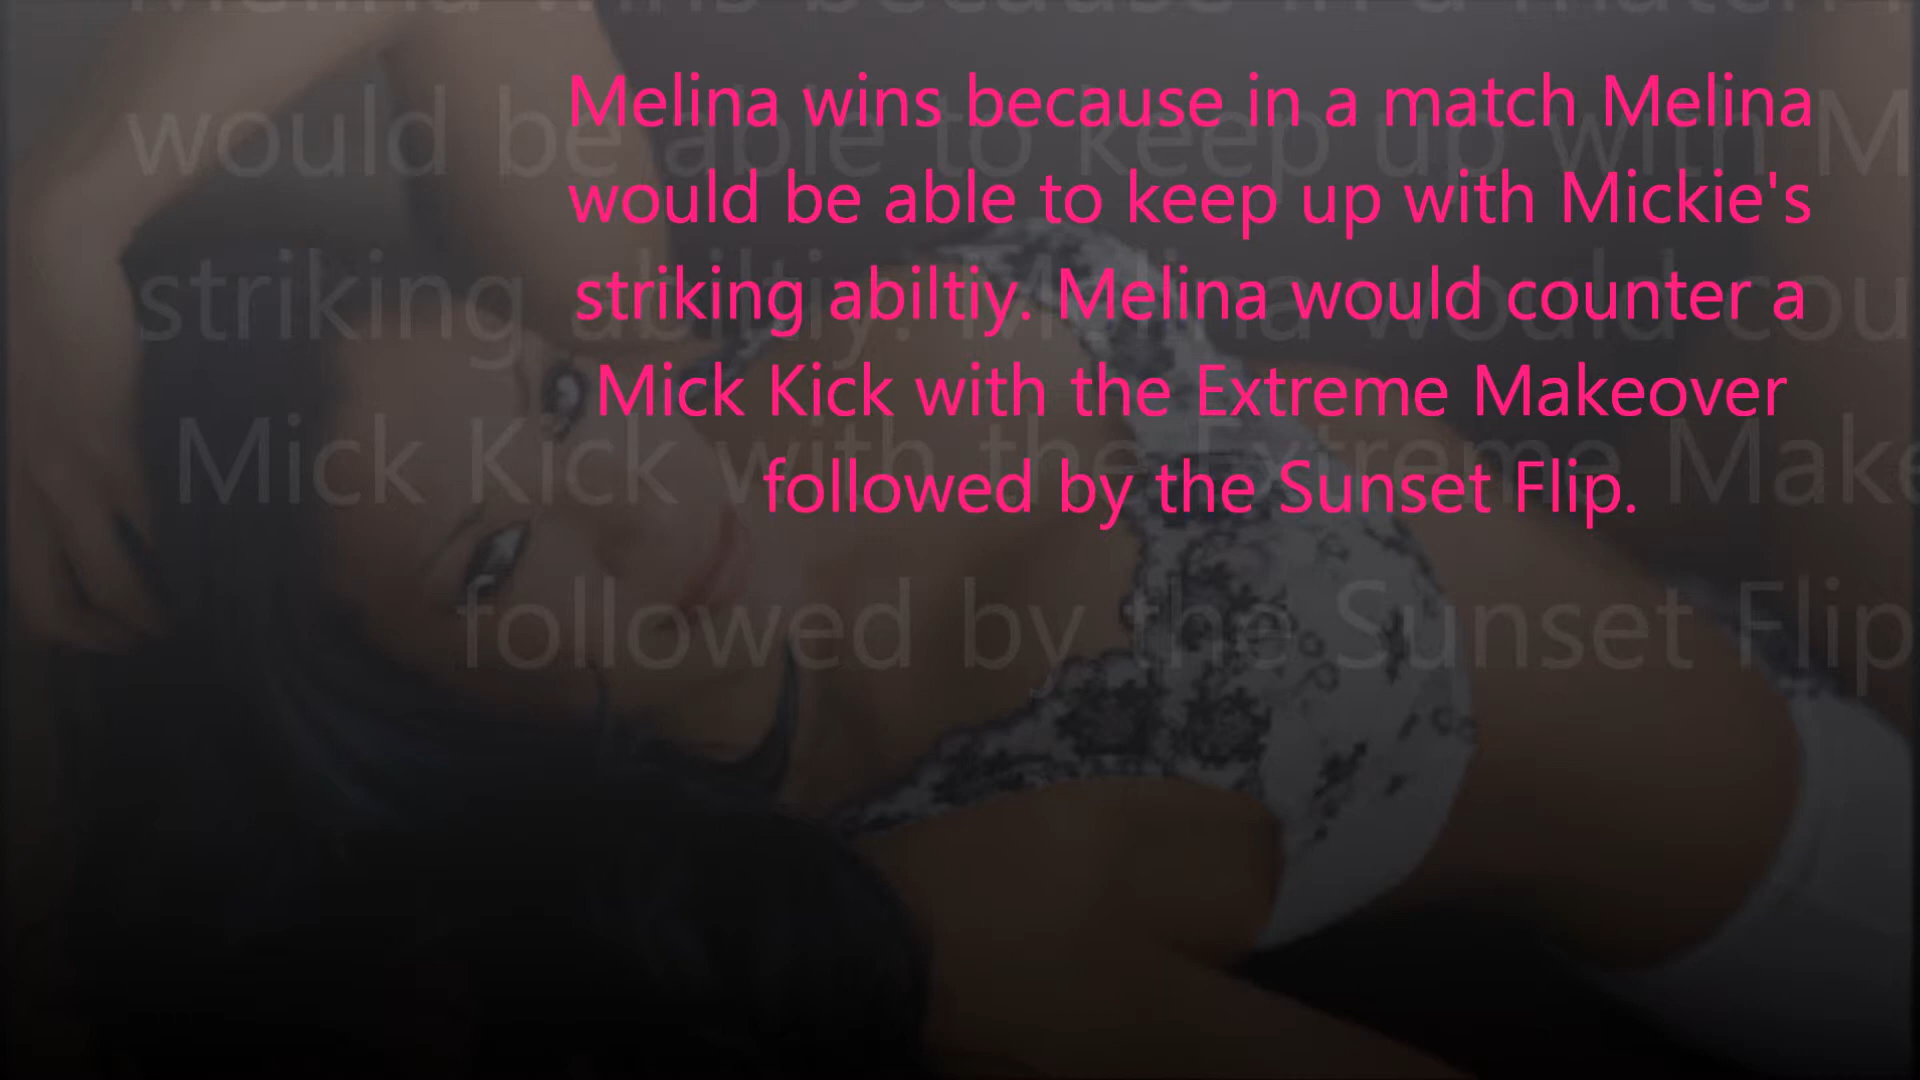 Melina wins because in a match Melina
would be able to keep up with Mickie's
striking abiltiy. Melina would counter a
Mick Kick with the Extreme Makeover
followed by the Sunset Flip.